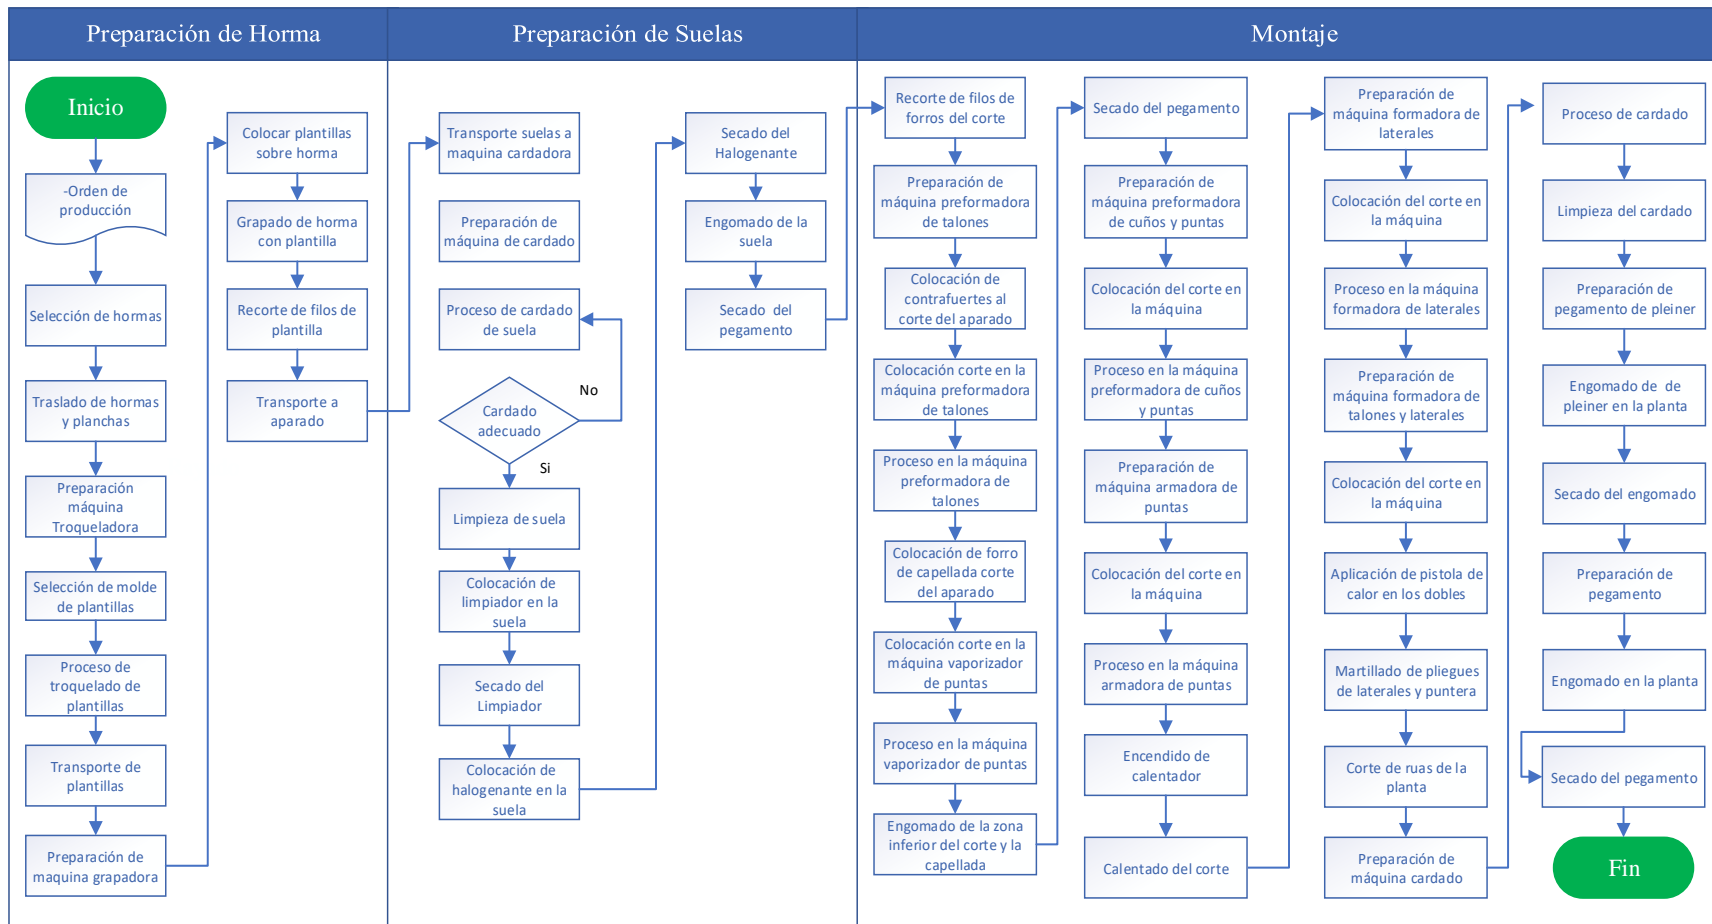 Preparación de Horma
Preparación de Suelas
Montaje
Inicio
-Orden de
producción
Selección de hormas
Traslado de hormas
y planchas
Preparación
máquina
Troqueladora
Selección de molde
de plantillas
Proceso de
troquelado de
plantillas
Transporte de
plantillas
Preparación de
maquina grapadora
Colocar plantillas
sobre horma
Grapado de horma
con plantilla
Recorte de filos de
plantilla
Transporte a
aparado
Transporte suelas a
maquina cardadora
Preparación de
máquina de cardado
Proceso de cardado
de suela
No
Cardado
adecuado
Si
Limpieza de suela
Colocación de
limpiador en la
suela
Secado del
Limpiador
Colocación de
halogenante en la
suela
Secado del
Halogenante
Engomado de la
suela
Secado del
pegamento
Recorte de filos de
forros del corte
Preparación de
máquina preformadora
de talones
Colocación de
contrafuertes al
corte del aparado
Colocación corte en la
máquina preformadora
de talones
Proceso en la máquina
preformadora de
talones
Colocación de forro
de capellada corte
del aparado
Colocación corte en la
máquina vaporizador
de puntas
Proceso en la máquina
vaporizador de puntas
Engomado de la zona
inferior del corte y la
capellada
Secado del pegamento
Preparación de
máquina preformadora
de cuños y puntas
Colocación del corte en
la máquina
Proceso en la máquina
preformadora de cuños
y puntas
Preparación de
máquina armadora de
puntas
Colocación del corte en
la máquina
Proceso en la máquina
armadora de puntas
Encendido de
calentador
Calentado del corte
Preparación de
máquina formadora de
laterales
Colocación del corte en
la máquina
Proceso en la máquina
formadora de laterales
Preparación de
máquina formadora de
talones y laterales
Colocación del corte en
la máquina
Aplicación de pistola de
calor en los dobles
Martillado de pliegues
de laterales y puntera
Corte de ruas de la
planta
Preparación de
máquina cardado
Proceso de cardado
Limpieza del cardado
Preparación de
pegamento de pleiner
Engomado de de
pleiner en la planta
Secado del engomado
Preparación de
pegamento
Engomado en la planta
Secado del pegamento
Fin